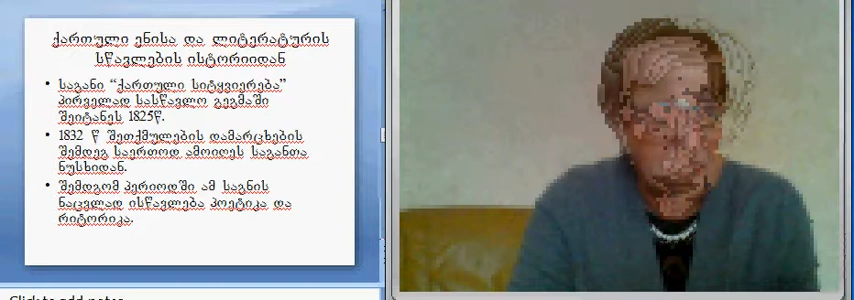 ქართული ენისა და ლიტერატურის
სწავლების ისტორიიდან
• საგანი “ქართული სიტყვიერება”
პირველად სასწავლო გეგმაში
შეიტანეს 1825წ.
• 1832 წ შეთქმულების დამარცხების
შემდეგ საერთოდ ამოიღეს საგანთა
ნუსხიდან.
• შემდგომ პერიოდში ამ საგნის
ნაცვლად ისწავლება პოეტიკა და
რიტორიკა.
Click to add notes